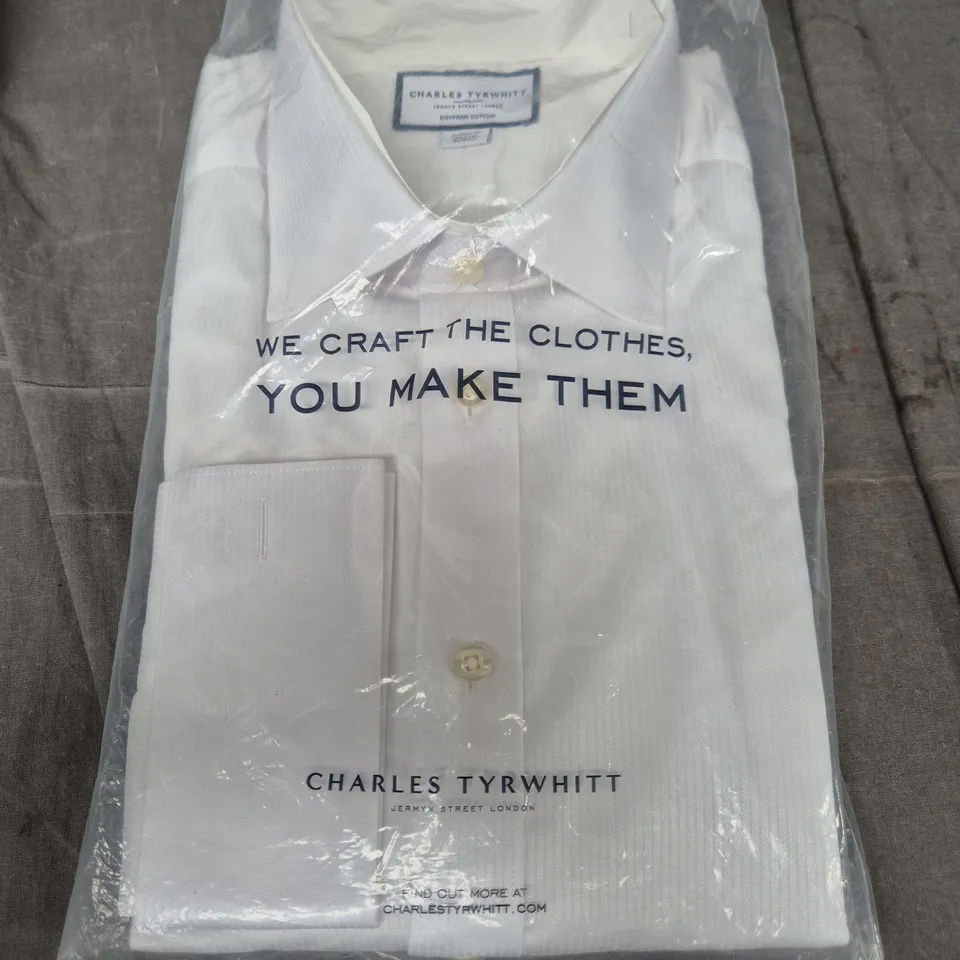 CHARLES TYRWHITT
JERMYN STREET LONDON
EGYPTIAN COTTON
WE CRAFT THE CLOTHES,
YOU MAKE THEM
CHARLES TYRWHITT
JERMYN STREET LONDON
FIND OUT MORE AT
CHARLESTYRWHITT.COM